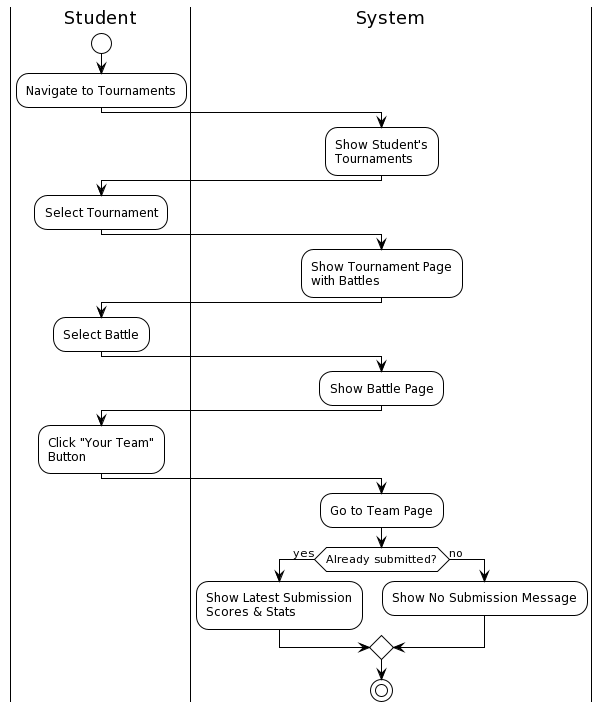 Student
System
Navigate to Tournaments
Show Student's
Tournaments
Select Tournament
Show Tournament Page
with Battles
Select Battle
Show Battle Page
Click "Your Team"
Button
Go to Team Page
yes
Already submitted?
no
Show Latest Submission
Scores & Stats
Show No Submission Message